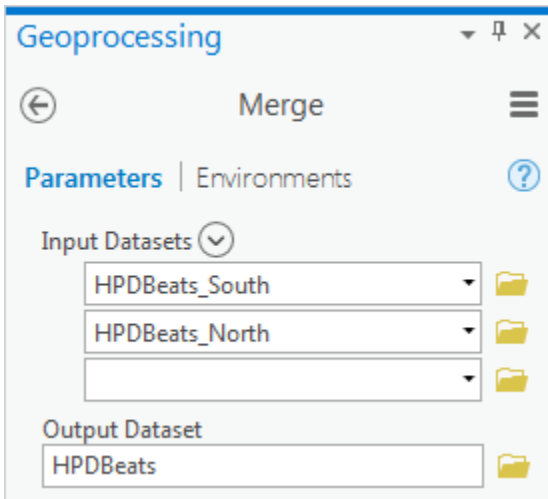 Geoprocessing
Merge
Parameters | Environments
?
Input Datasets
HPDBeats_South
HPDBeats_North
Output Dataset
HPDBeats